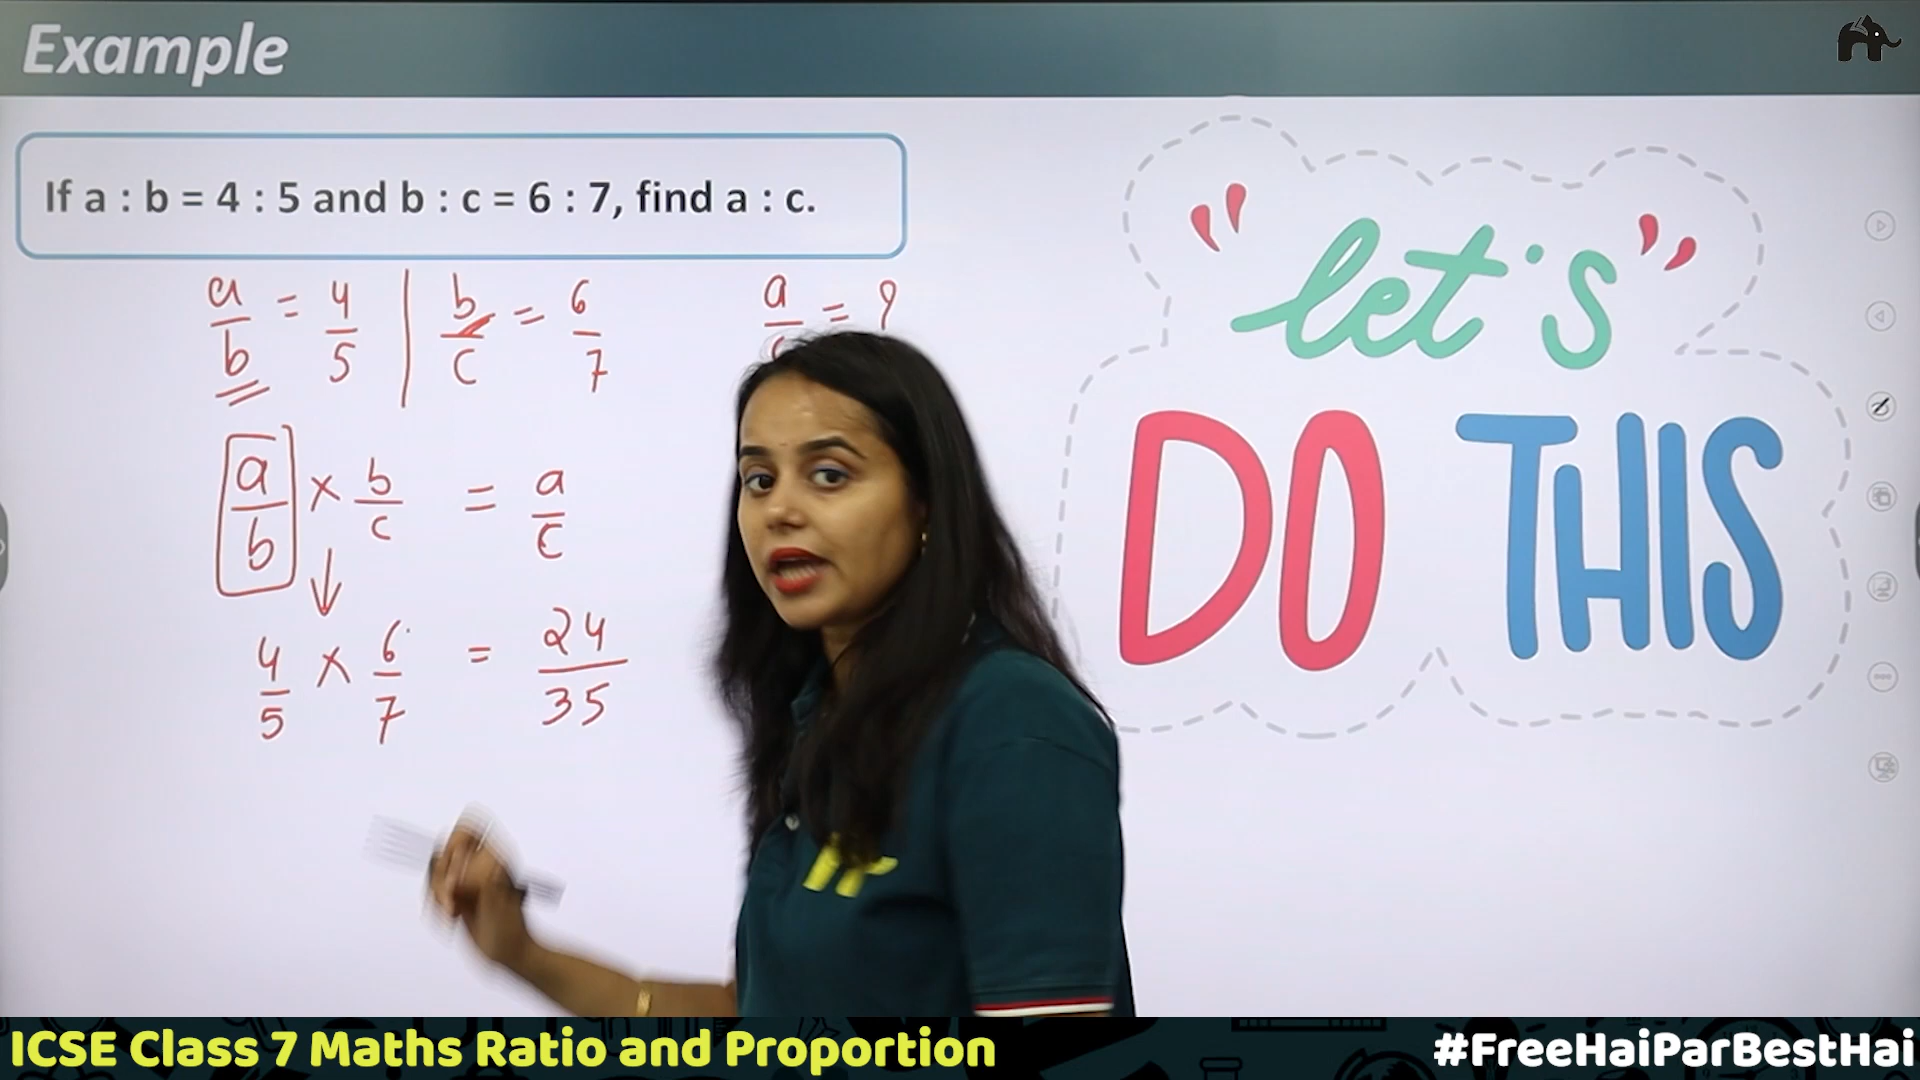 Example
If a : b = 4 : 5 and b : c = 6 : 7, find a : c.
a/b = 4/5 | b/c = 6/7
a/ = ?
a/b × b/c = a/c
4/5 × 6/7 = 24/35
"let's"
DO THIS
ICSE Class 7 Maths Ratio and Proportion
#FreeHaiParBestHai